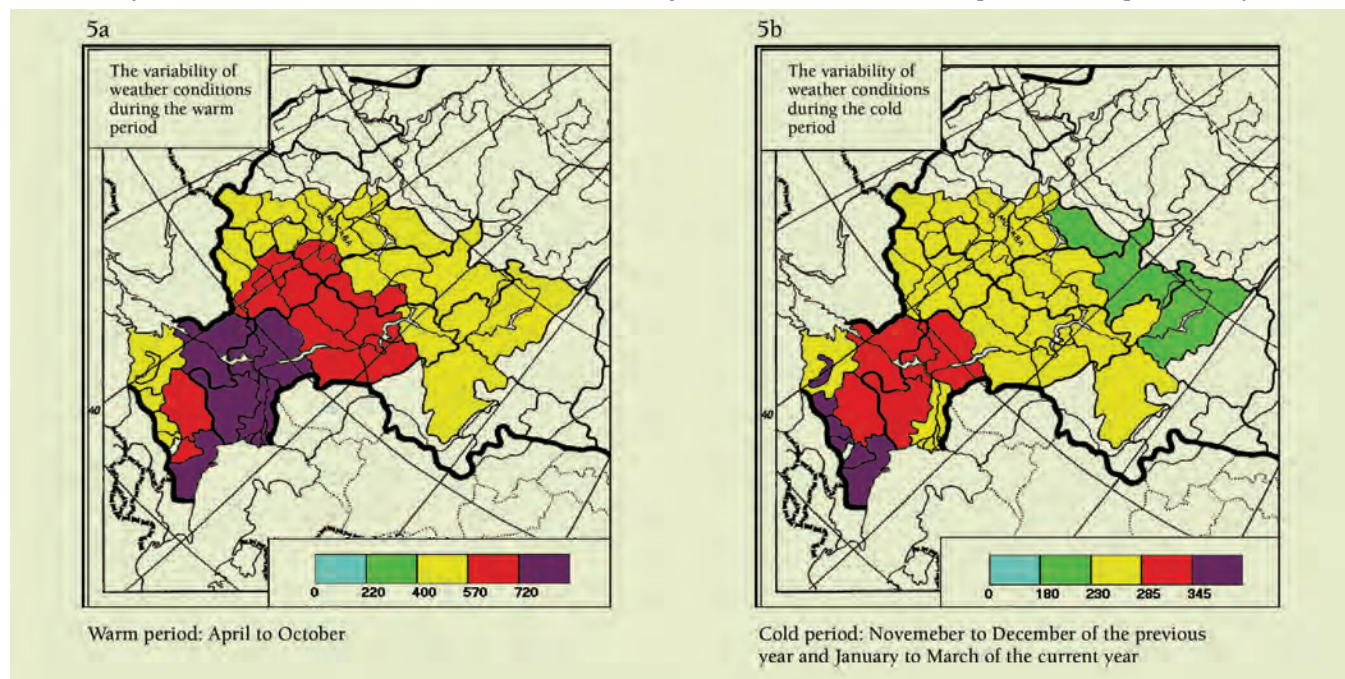 5a
The variability of
weather conditions
during the warm
period
40
0 220 400 570 720
Warm period: April to October
5b
The variability of
weather conditions
during the cold
period
40
0 180 230 285 345
Cold period: Novemeber to December of the previous
year and January to March of the current year